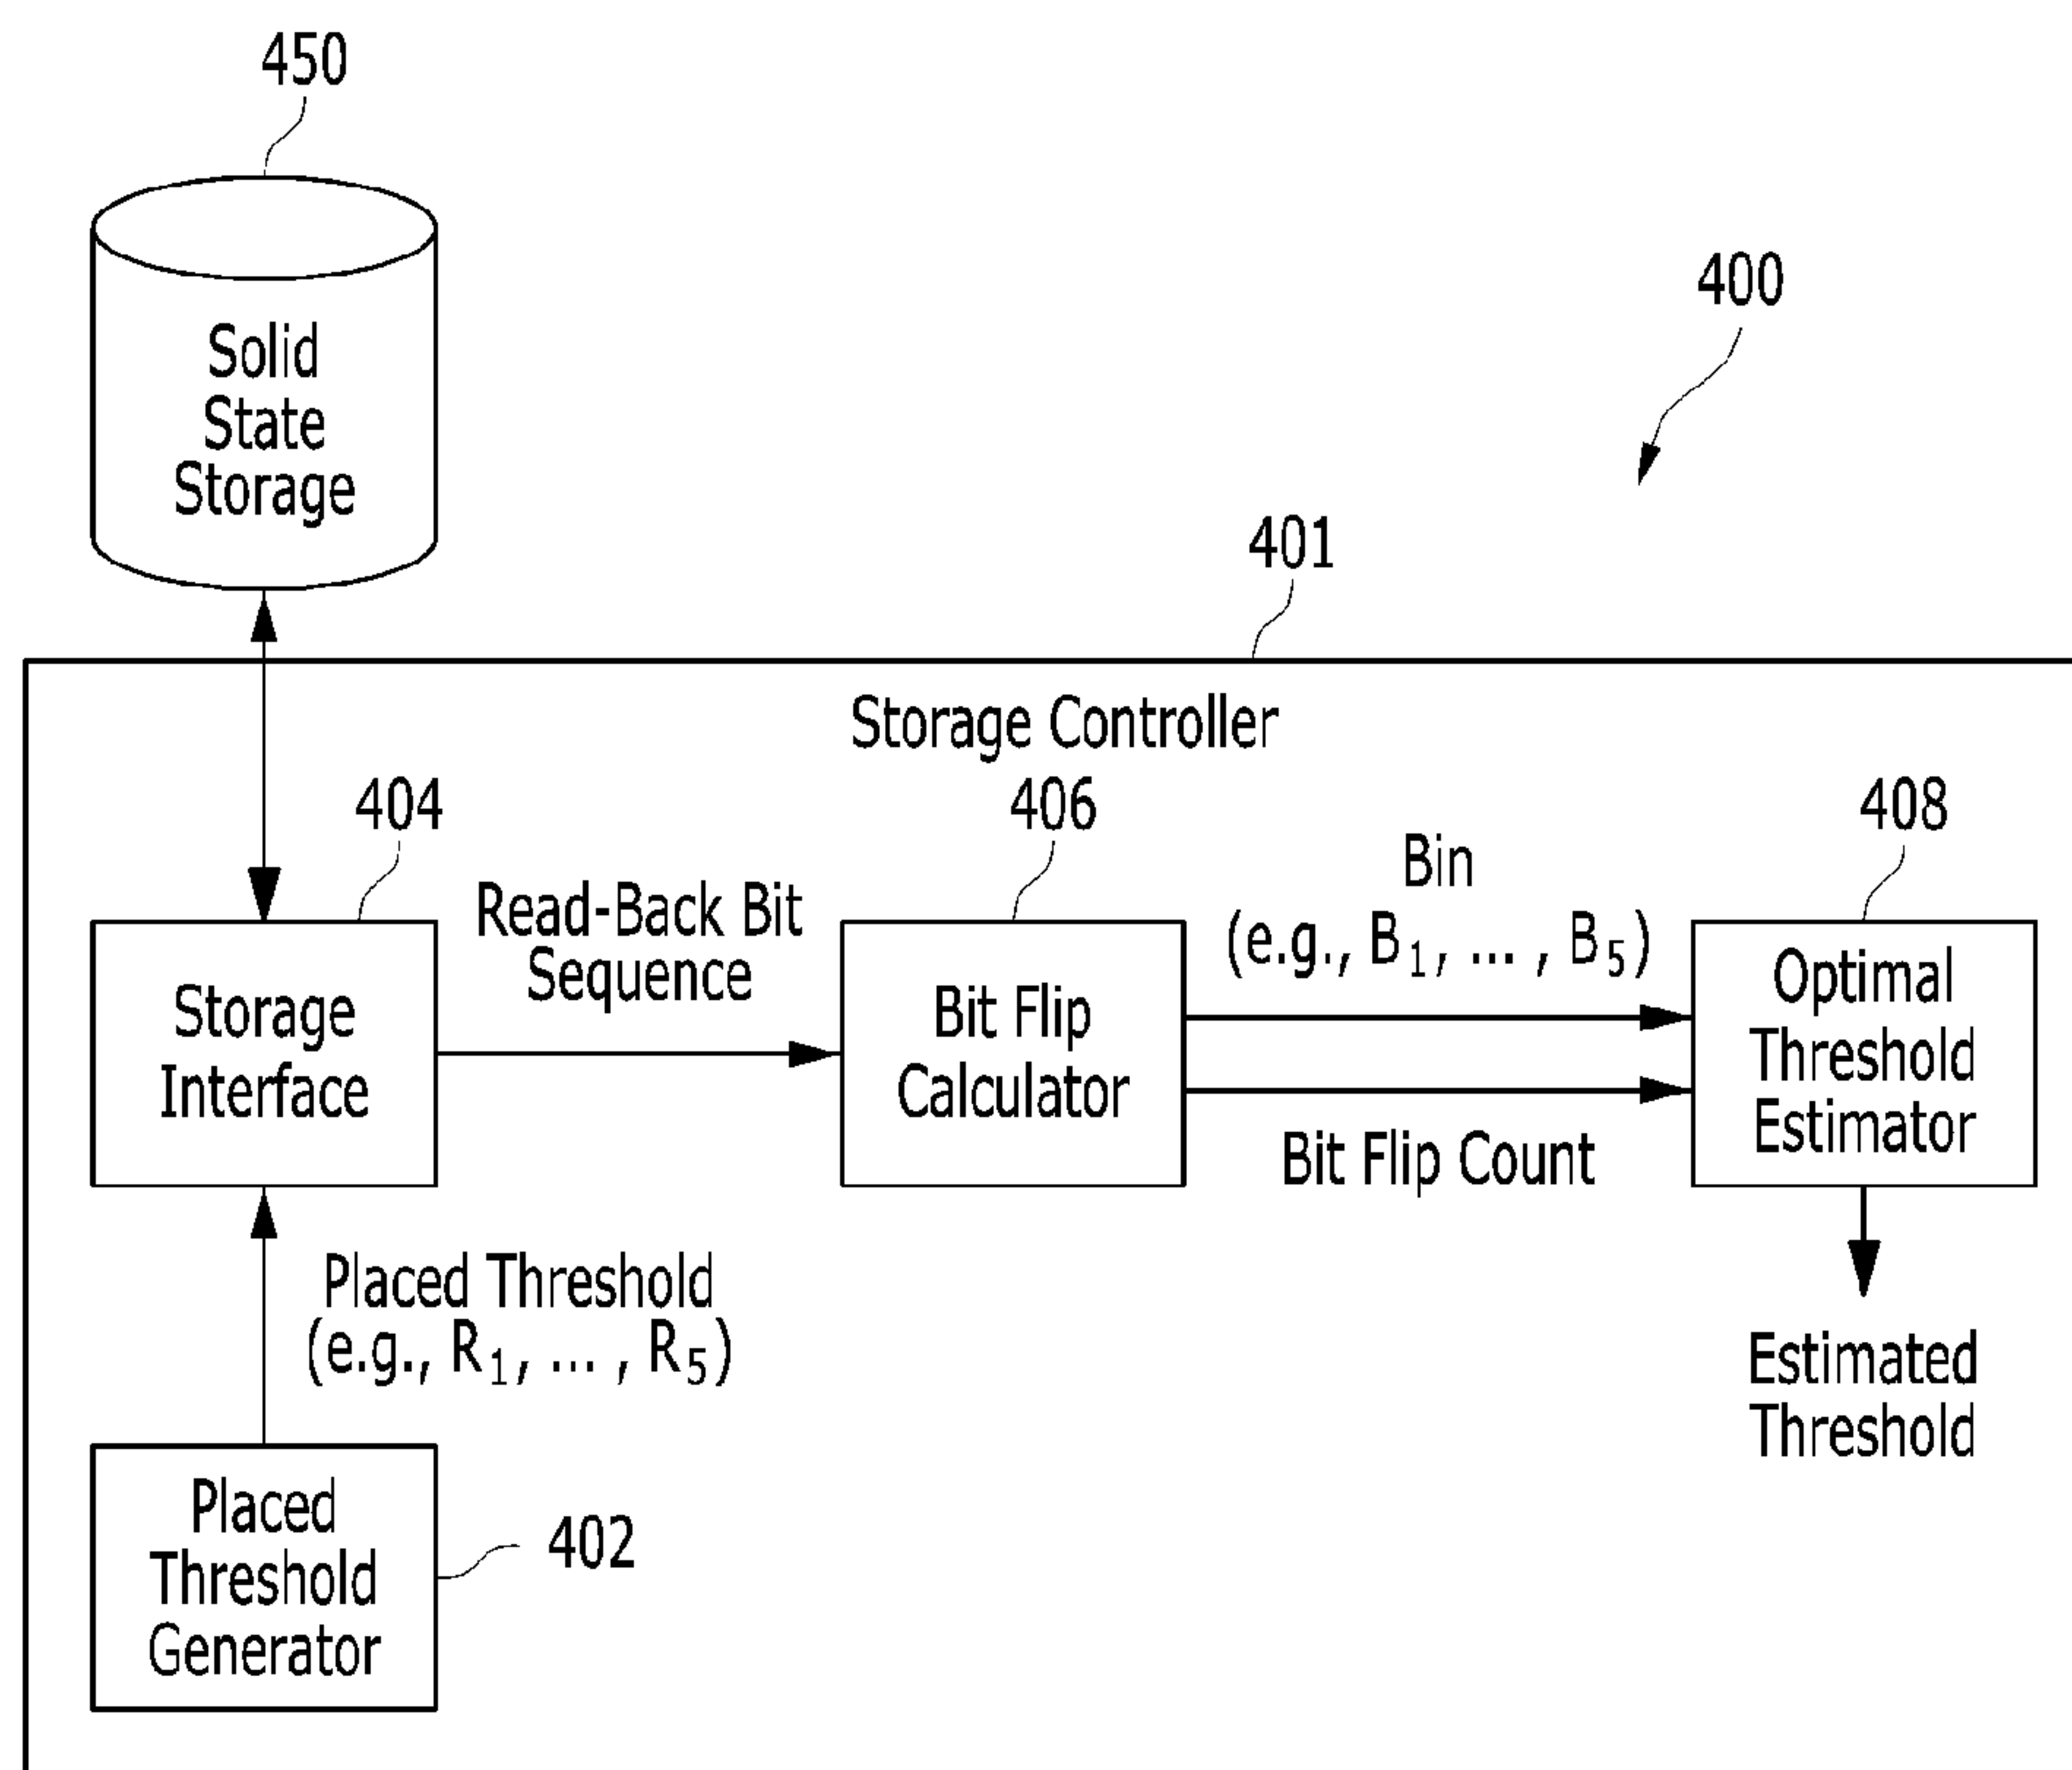 450
Solid
State
Storage
400
401
Storage Controller
404
406
408
Read-Back Bit
Sequence
Bin
(e.g., B1, ... , B5)
Storage
Interface
Bit Flip
Calculator
Optimal
Threshold
Estimator
Bit Flip Count
Placed Threshold
(e.g., R1, ... , R5)
Estimated
Threshold
Placed
Threshold
Generator
402